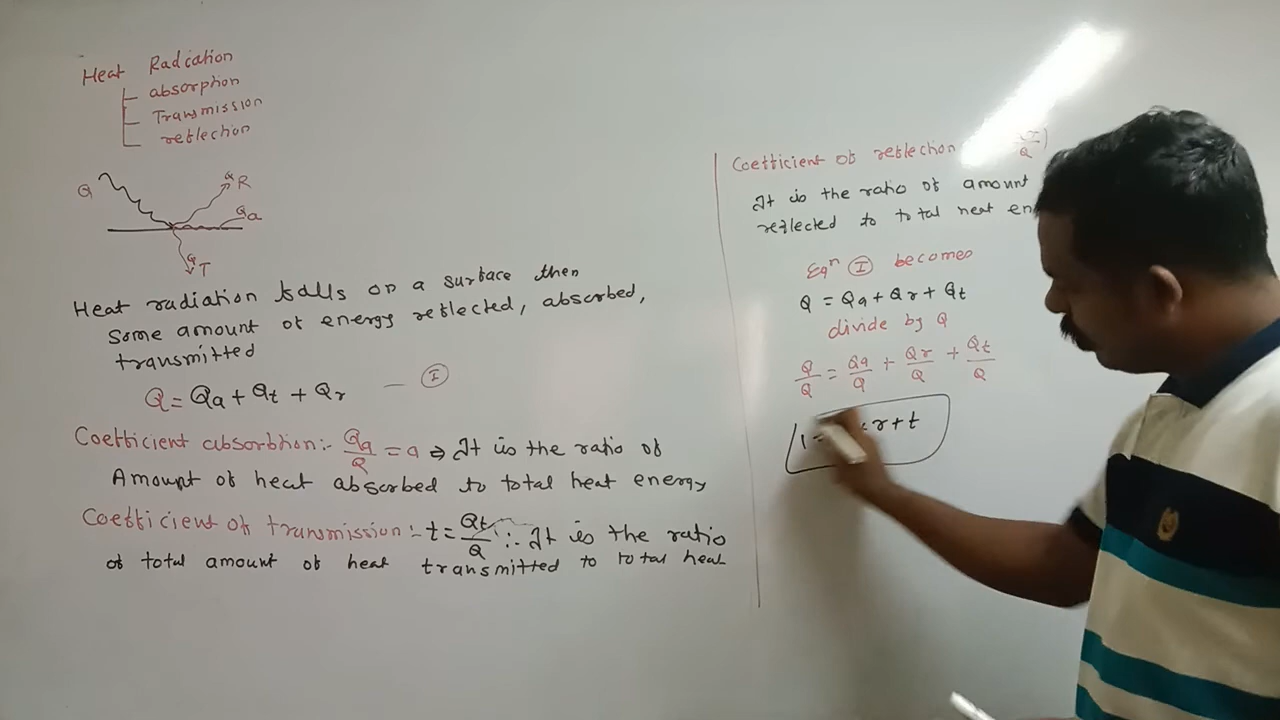 Heat Radiation
absorption
Transmission
reflection
Q
Q R
Qa
Q T
Heat radiation falls on a surface then
Some amount of energy reflected, absorbed,
transmitted
Q = Qa + Qt + Qr — I
Coefficient absorbtion:- Qa/Q = a ⇒ It is the ratio of
Amount of heat absorbed to total heat energy
Coefficient of transmission:- t = Qt/Q ∴ It is the ratio
of total amount of heat transmitted to total heat
Coefficient of reflection
It is the ratio of amount
reflected to total heat en
Eqn I becomes
Q = Qa + Qr + Qt
divide by Q
Q/Q = Qa/Q + Qr/Q + Qt/Q
1 = r + t